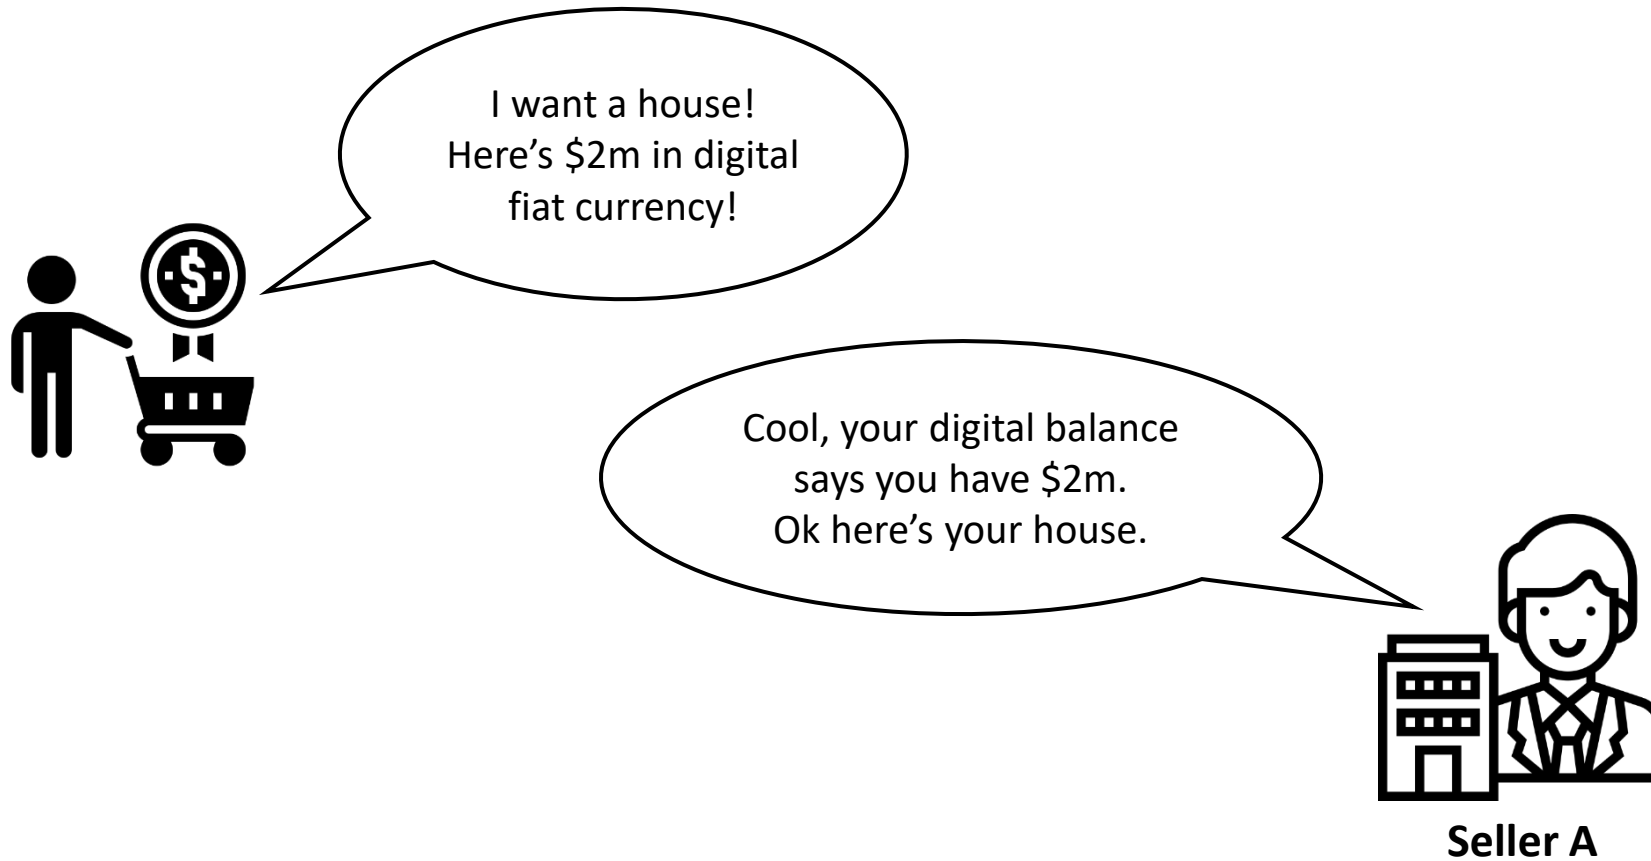 I want a house!
Here’s $2m in digital
fiat currency!
$
Cool, your digital balance
says you have $2m.
Ok here’s your house.
Seller A